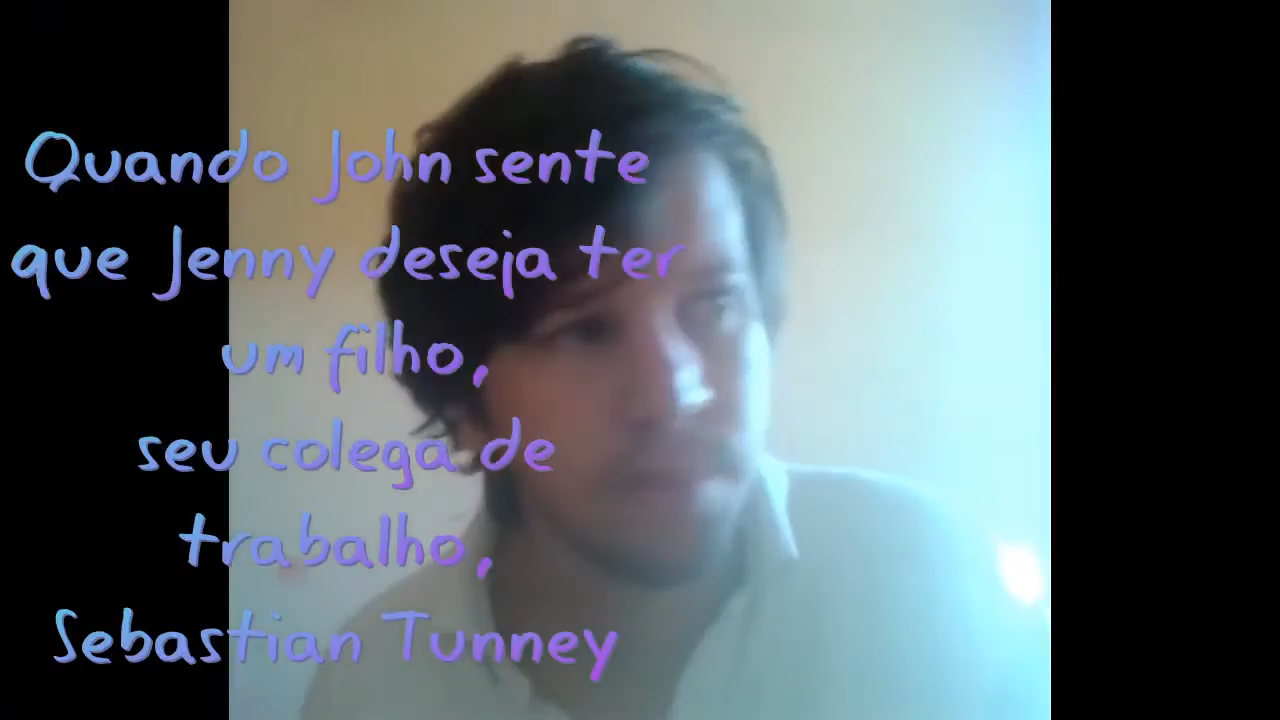 Quando John sente
que Jenny deseja ter
um filho,
seu colega de
trabalho,
Sebastian Tunney